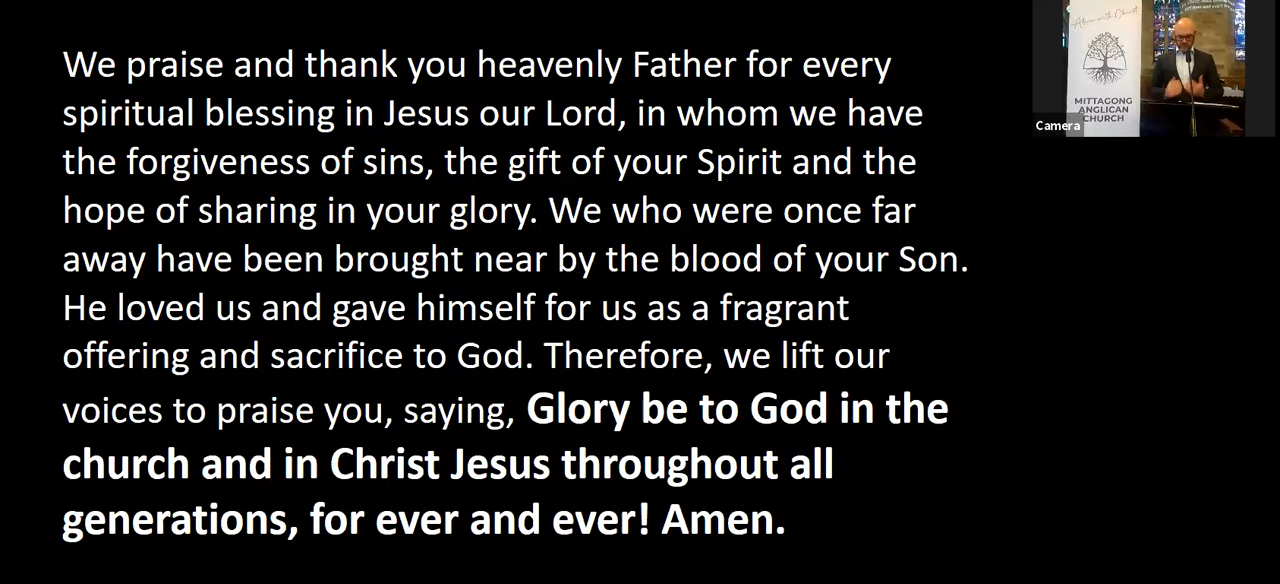 We praise and thank you heavenly Father for every
spiritual blessing in Jesus our Lord, in whom we have
the forgiveness of sins, the gift of your Spirit and the
hope of sharing in your glory. We who were once far
away have been brought near by the blood of your Son.
He loved us and gave himself for us as a fragrant
offering and sacrifice to God. Therefore, we lift our
voices to praise you, saying, Glory be to God in the
church and in Christ Jesus throughout all
generations, for ever and ever! Amen.
Alive with Christ
MITTAGONG
ANGLICAN
CHURCH
Camera